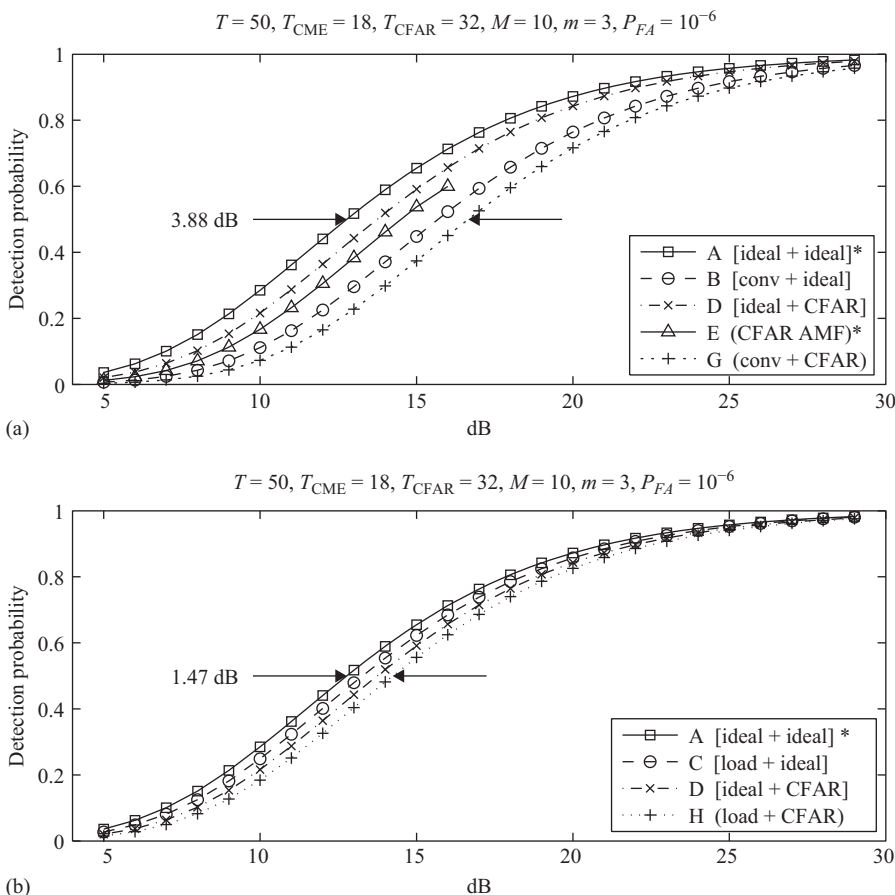 T = 50, T_CME = 18, T_CFAR = 32, M = 10, m = 3, P_FA = 10⁻⁶
1
0.8
0.6
0.4
0.2
0
Detection probability
3.88 dB
A [ideal + ideal]*
B [conv + ideal]
D [ideal + CFAR]
E (CFAR AMF)*
G (conv + CFAR)
5 10 15 20 25 30
dB
(a)
T = 50, T_CME = 18, T_CFAR = 32, M = 10, m = 3, P_FA = 10⁻⁶
1
0.8
0.6
0.4
0.2
0
Detection probability
1.47 dB
A [ideal + ideal] *
C [load + ideal]
D [ideal + CFAR]
H (load + CFAR)
5 10 15 20 25 30
dB
(b)